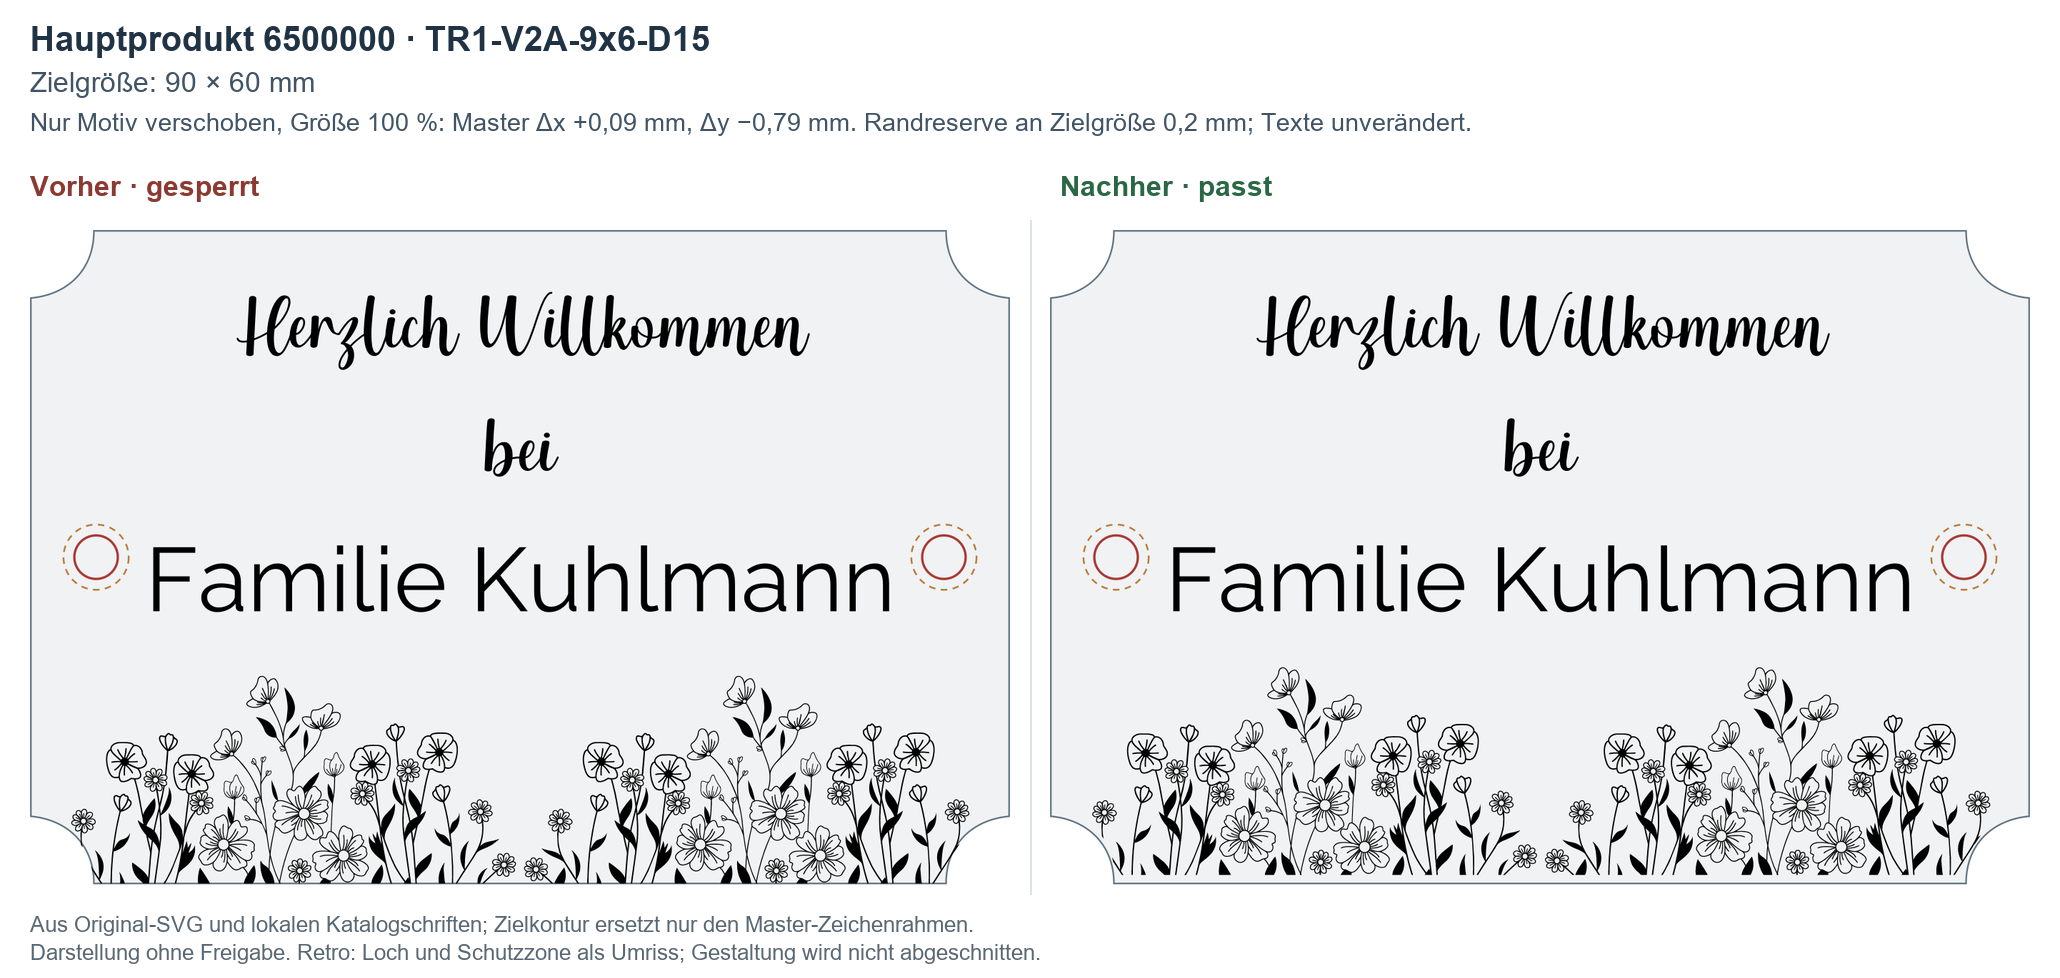 Hauptprodukt 6500000 · TR1-V2A-9x6-D15
Zielgröße: 90 × 60 mm
Nur Motiv verschoben, Größe 100 %: Master Δx +0,09 mm, Δy −0,79 mm. Randreserve an Zielgröße 0,2 mm; Texte unverändert.
Vorher · gesperrt
Herzlich Willkommen
bei
Familie Kuhlmann
Nachher · passt
Herzlich Willkommen
bei
Familie Kuhlmann
Aus Original-SVG und lokalen Katalogschriften; Zielkontur ersetzt nur den Master-Zeichenrahmen.
Darstellung ohne Freigabe. Retro: Loch und Schutzzone als Umriss; Gestaltung wird nicht abgeschnitten.